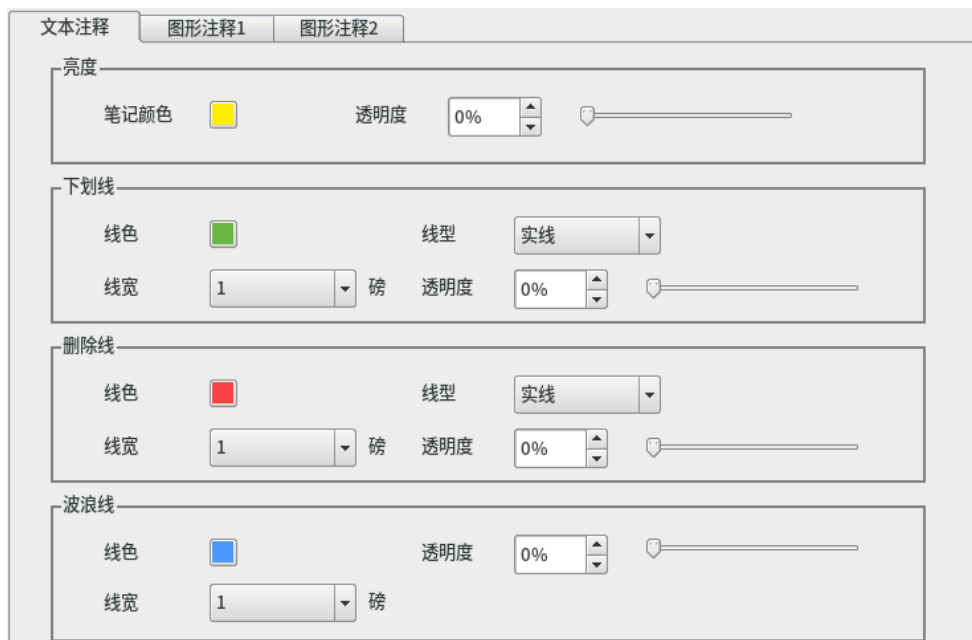 文本注释 图形注释1 图形注释2
亮度
笔记颜色 透明度 0%
下划线
线色 线型 实线
线宽 1 磅 透明度 0%
删除线
线色 线型 实线
线宽 1 磅 透明度 0%
波浪线
线色 透明度 0%
线宽 1 磅